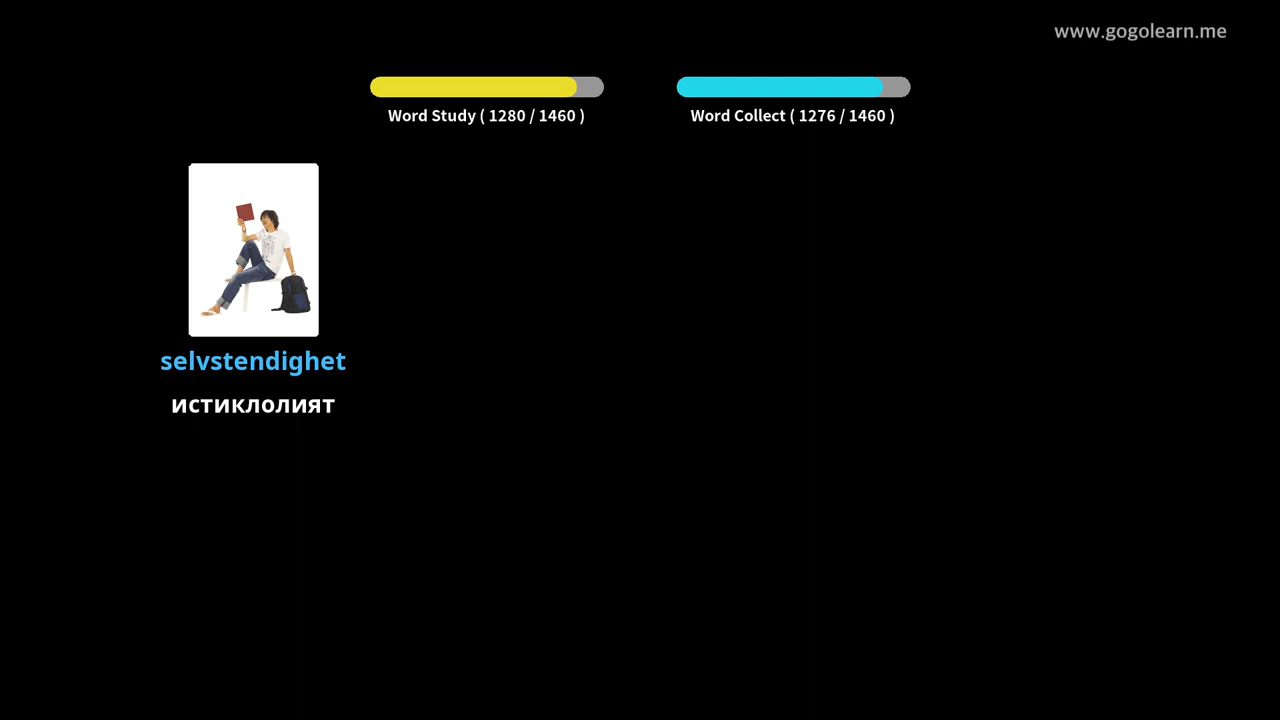 www.gogolearn.me
Word Study ( 1280 / 1460 )
Word Collect ( 1276 / 1460 )
selvstendighet
истиклолият